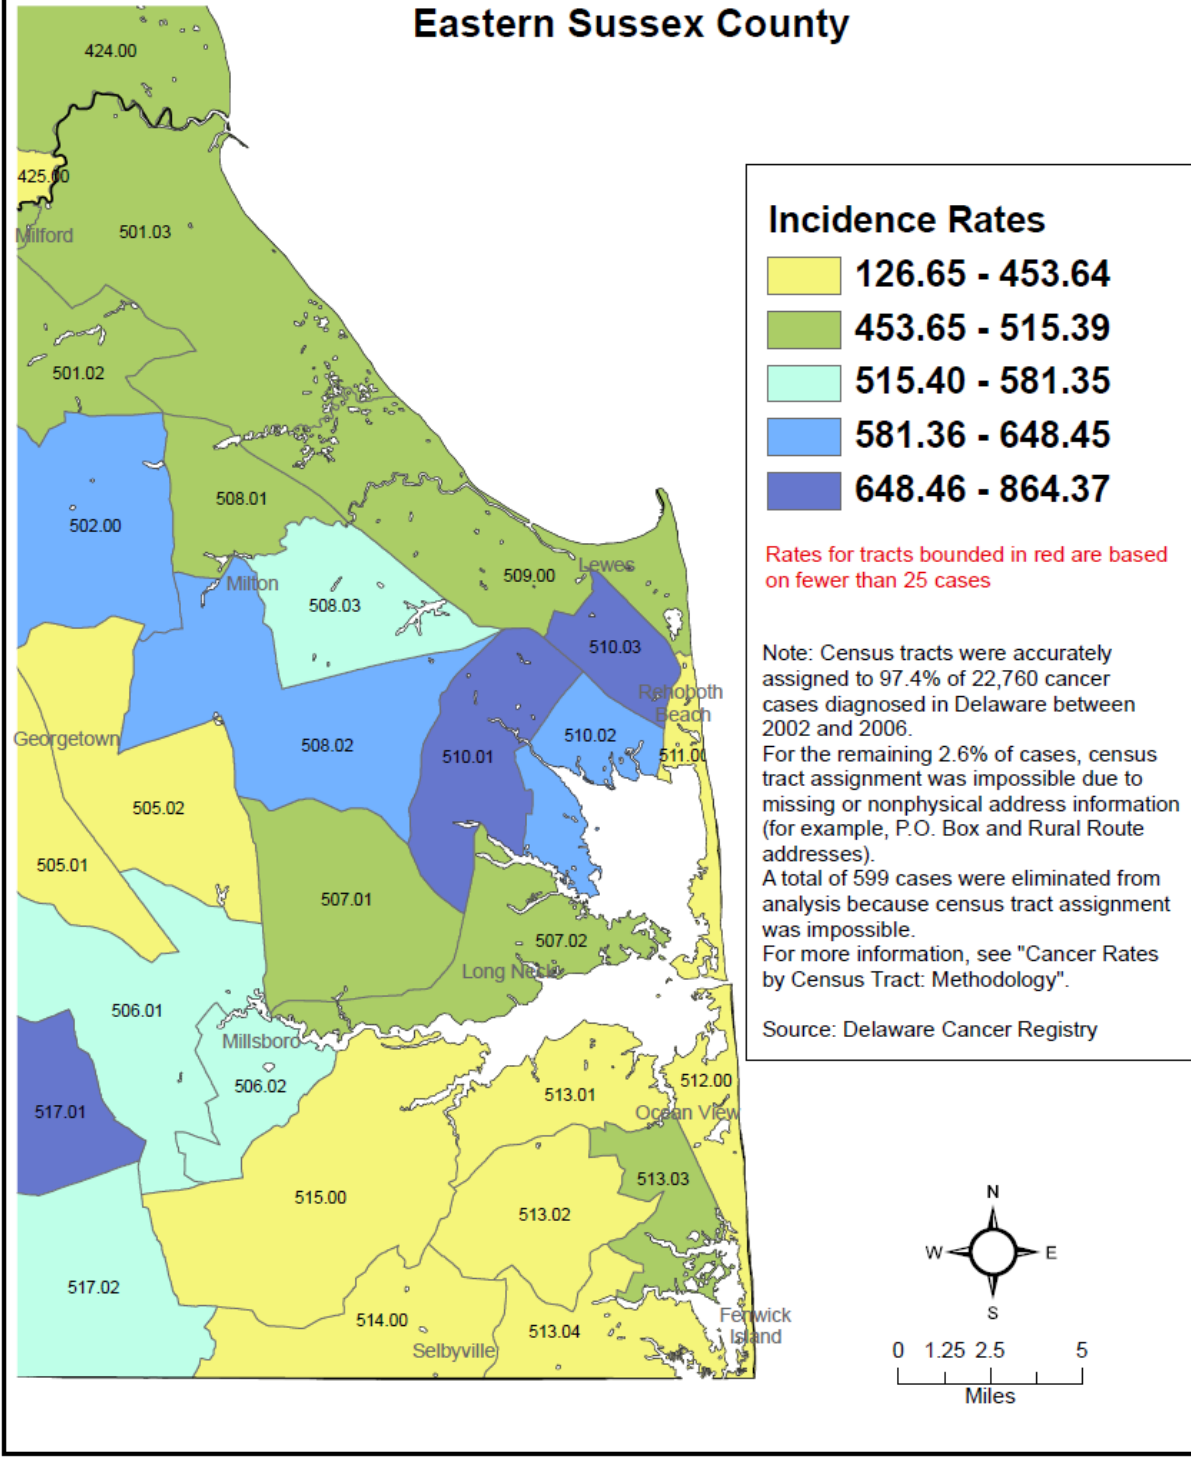 Eastern Sussex County
424.00
425.00
Milford
501.03
501.02
502.00
508.01
Milton
508.03
509.00
Lewes
510.03
Rehoboth
Beach
511.00
510.02
510.01
508.02
Georgetown
505.02
505.01
507.01
507.02
Long Neck
506.01
Millsboro
506.02
517.01
513.01
512.00
Ocean View
513.03
515.00
513.02
517.02
514.00
Selbyville
513.04
Fenwick
Island
Incidence Rates
126.65 - 453.64
453.65 - 515.39
515.40 - 581.35
581.36 - 648.45
648.46 - 864.37
Rates for tracts bounded in red are based
on fewer than 25 cases
Note: Census tracts were accurately
assigned to 97.4% of 22,760 cancer
cases diagnosed in Delaware between
2002 and 2006.
For the remaining 2.6% of cases, census
tract assignment was impossible due to
missing or nonphysical address information
(for example, P.O. Box and Rural Route
addresses).
A total of 599 cases were eliminated from
analysis because census tract assignment
was impossible.
For more information, see "Cancer Rates
by Census Tract: Methodology".
Source: Delaware Cancer Registry
N
W E
S
0 1.25 2.5 5
Miles